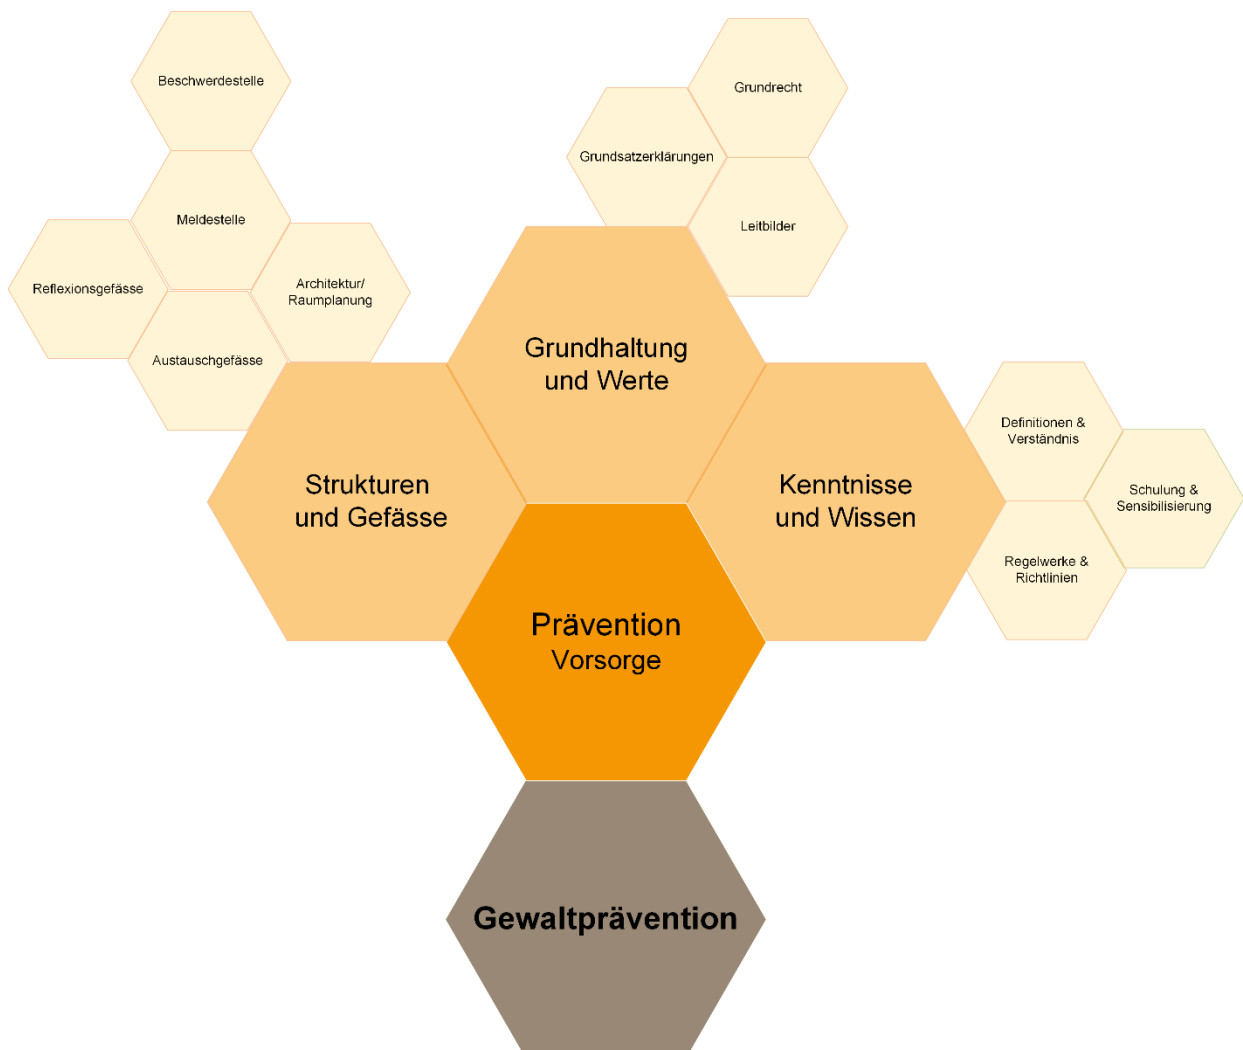 Beschwerdestelle
Meldestelle
Reflexionsgefässe
Architektur/
Raumplanung
Austauschgefässe
Grundrecht
Grundsatzerklärungen
Leitbilder
Grundhaltung
und Werte
Strukturen
und Gefässe
Kenntnisse
und Wissen
Definitionen &
Verständnis
Schulung &
Sensibilisierung
Regelwerke &
Richtlinien
Prävention
Vorsorge
Gewaltprävention